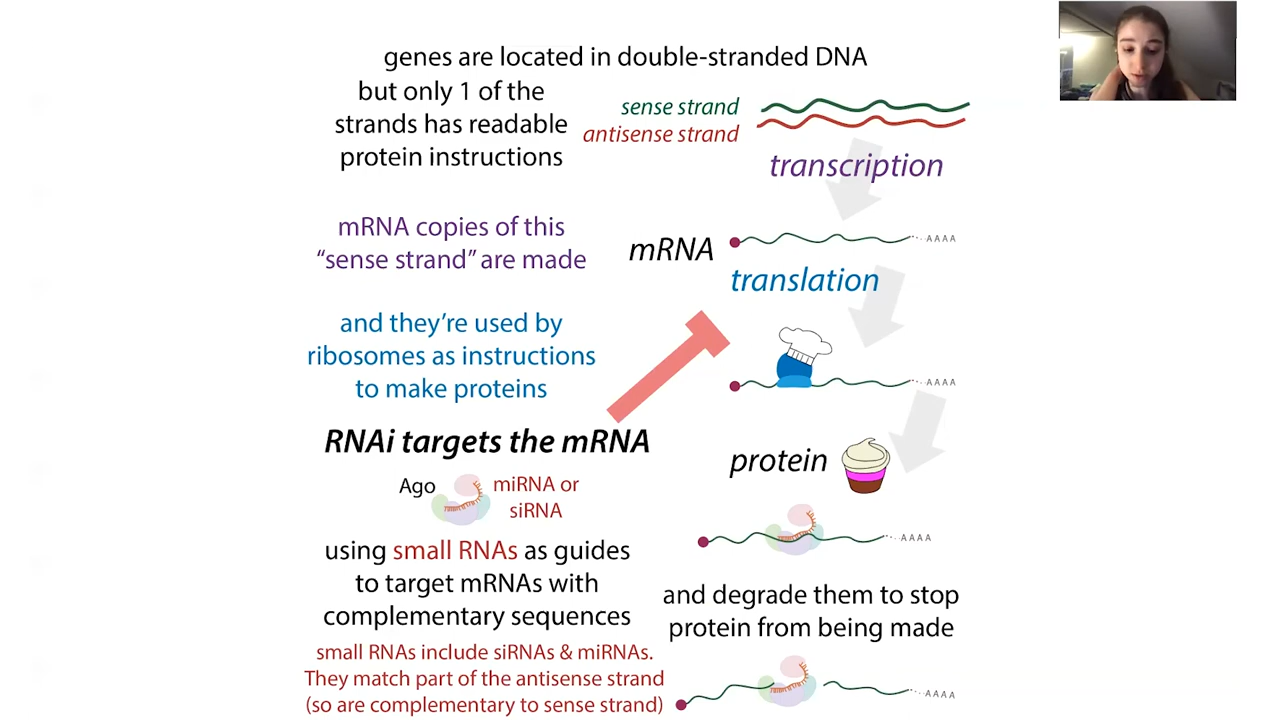 genes are located in double-stranded DNA
but only 1 of the
strands has readable
protein instructions
sense strand
antisense strand
transcription
mRNA copies of this
“sense strand” are made
mRNA
AAAA
translation
and they’re used by
ribosomes as instructions
to make proteins
AAAA
RNAi targets the mRNA
protein
Ago
miRNA or
siRNA
AAAA
using small RNAs as guides
to target mRNAs with
complementary sequences
and degrade them to stop
protein from being made
small RNAs include siRNAs & miRNAs.
They match part of the antisense strand
(so are complementary to sense strand)
AAAA